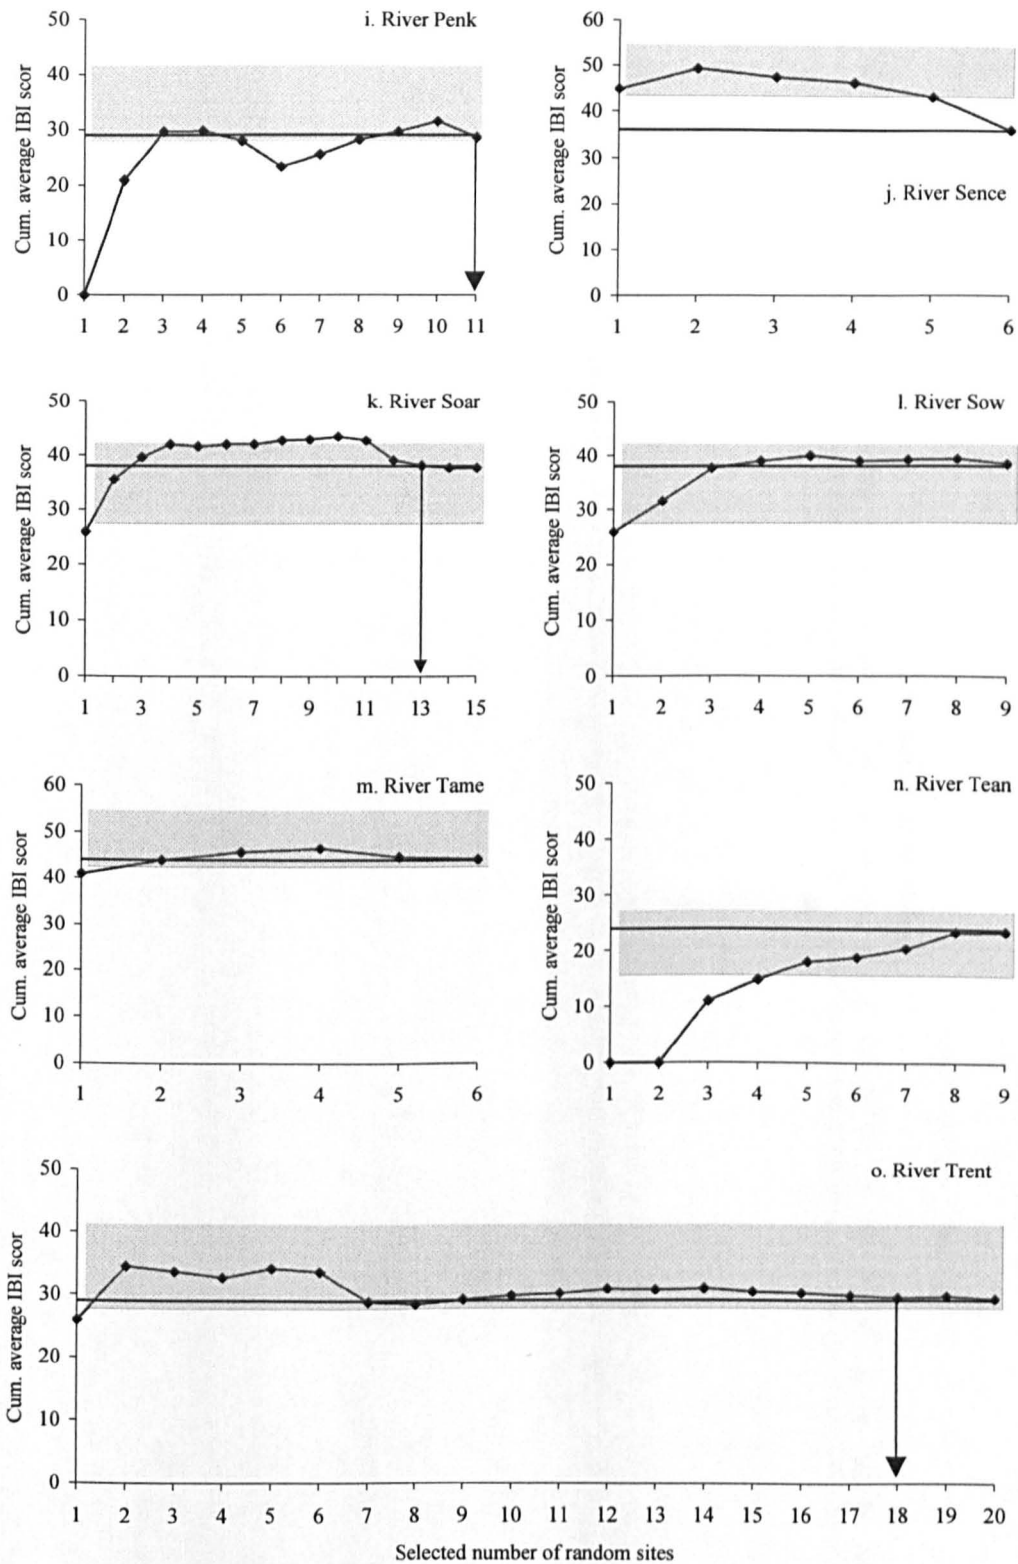 i. River Penk
Cum. average IBI scor
50
40
30
20
10
0
1 2 3 4 5 6 7 8 9 10 11
j. River Sence
Cum. average IBI scor
60
50
40
30
20
10
0
1 2 3 4 5 6
k. River Soar
Cum. average IBI scor
50
40
30
20
10
0
1 3 5 7 9 11 13 15
l. River Sow
Cum. average IBI scor
50
40
30
20
10
0
1 2 3 4 5 6 7 8 9
m. River Tame
Cum. average IBI scor
60
50
40
30
20
10
0
1 2 3 4 5 6
n. River Tean
Cum. average IBI scor
50
40
30
20
10
0
1 2 3 4 5 6 7 8 9
o. River Trent
Cum. average IBI scor
50
40
30
20
10
0
1 2 3 4 5 6 7 8 9 10 11 12 13 14 15 16 17 18 19 20
Selected number of random sites